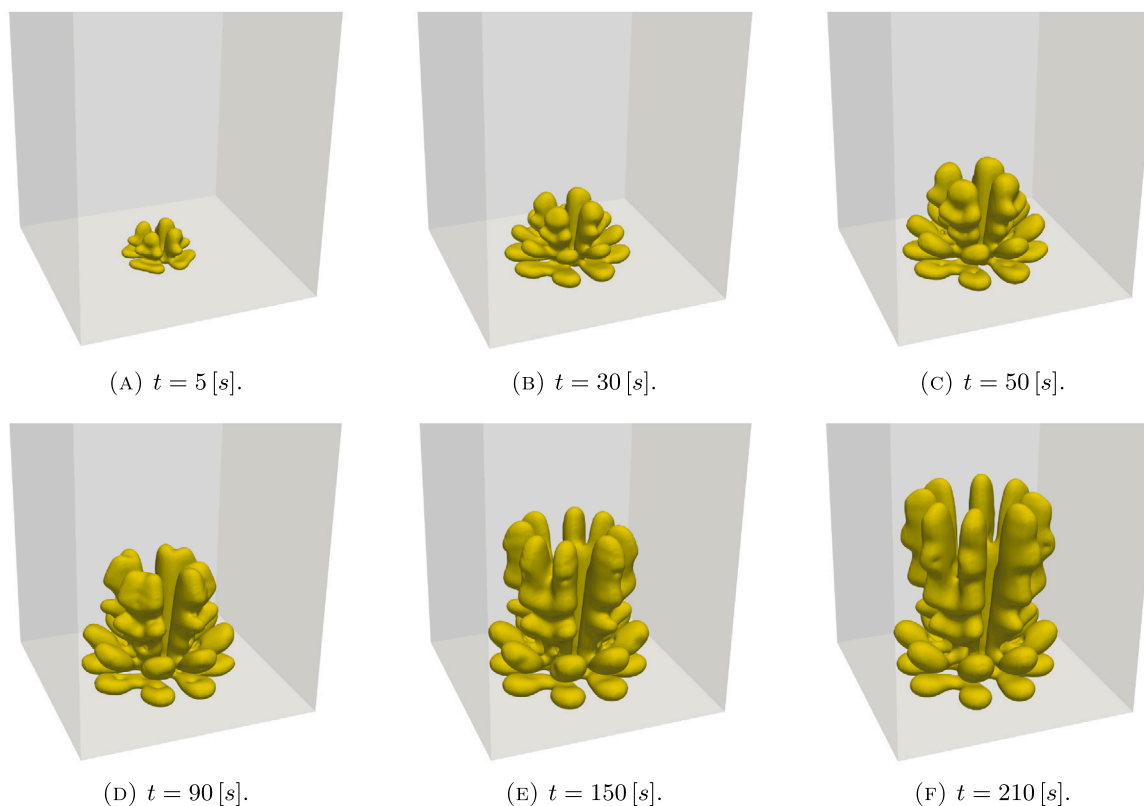 (A) t = 5 [s].
(B) t = 30 [s].
(C) t = 50 [s].
(D) t = 90 [s].
(E) t = 150 [s].
(F) t = 210 [s].